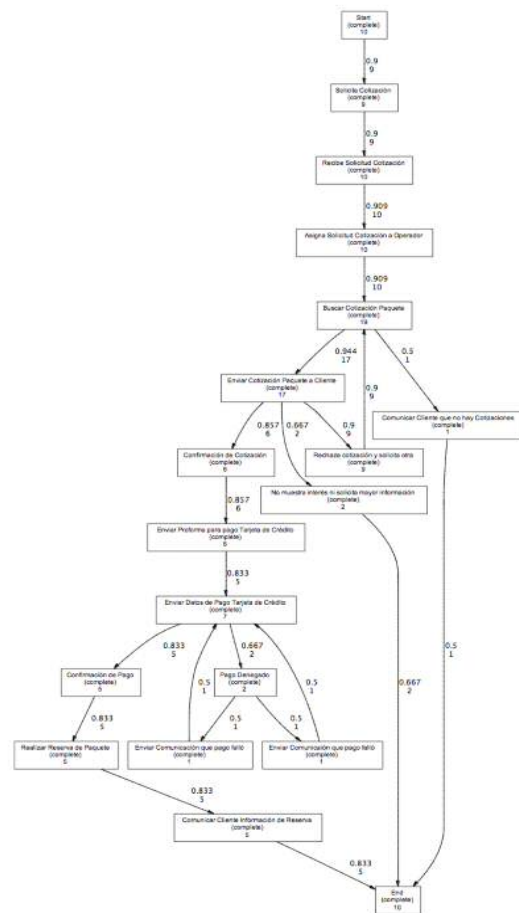 Start
(complete)
10
0.9
9
Solicita Cotización
(complete)
9
0.9
9
Recibe Solicitud Cotización
(complete)
10
0.909
10
Asigna Solicitud Cotización a Operador
(complete)
10
0.909
10
Buscar Cotización Paquete
(complete)
19
0.944
17
0.5
1
0.9
9
Enviar Cotización Paquete a Cliente
(complete)
17
Comunicar Cliente que no hay Cotizaciones
(complete)
1
0.857
6
0.667
2
0.9
9
Confirmación de Cotización
(complete)
6
Rechaza cotización y solicita otra
(complete)
9
No muestra interés ni solicita mayor información
(complete)
2
0.857
6
Enviar Proforma para pago Tarjeta de Crédito
(complete)
0.833
5
Enviar Datos de Pago Tarjeta de Crédito
(complete)
7
0.833
5
0.667
2
0.5
1
0.5
1
Confirmación de Pago
(complete)
Pago Denegado
(complete)
2
0.667
2
0.833
5
0.5
1
0.5
1
Realizar Reserva de Paquete
(complete)
5
Enviar Comunicación que pago falló
(complete)
1
Enviar Comunicación que pago falló
(complete)
1
0.833
5
Comunicar Cliente Información de Reserva
(complete)
5
0.833
5
End
(complete)
10